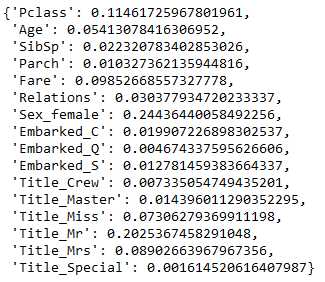 {'Pclass': 0.11461725967801961,
'Age': 0.05413078416306952,
'SibSp': 0.022320783402853026,
'Parch': 0.010327362135944816,
'Fare': 0.09852668557327778,
'Relations': 0.030377934720233337,
'Sex_female': 0.24436440058492256,
'Embarked_C': 0.019907226898302537,
'Embarked_Q': 0.004674337595626606,
'Embarked_S': 0.012781459383664337,
'Title_Crew': 0.007335054749435201,
'Title_Master': 0.014396011290352295,
'Title_Miss': 0.07306279369911198,
'Title_Mr': 0.2025367458291048,
'Title_Mrs': 0.08902663967967356,
'Title_Special': 0.001614520616407987}